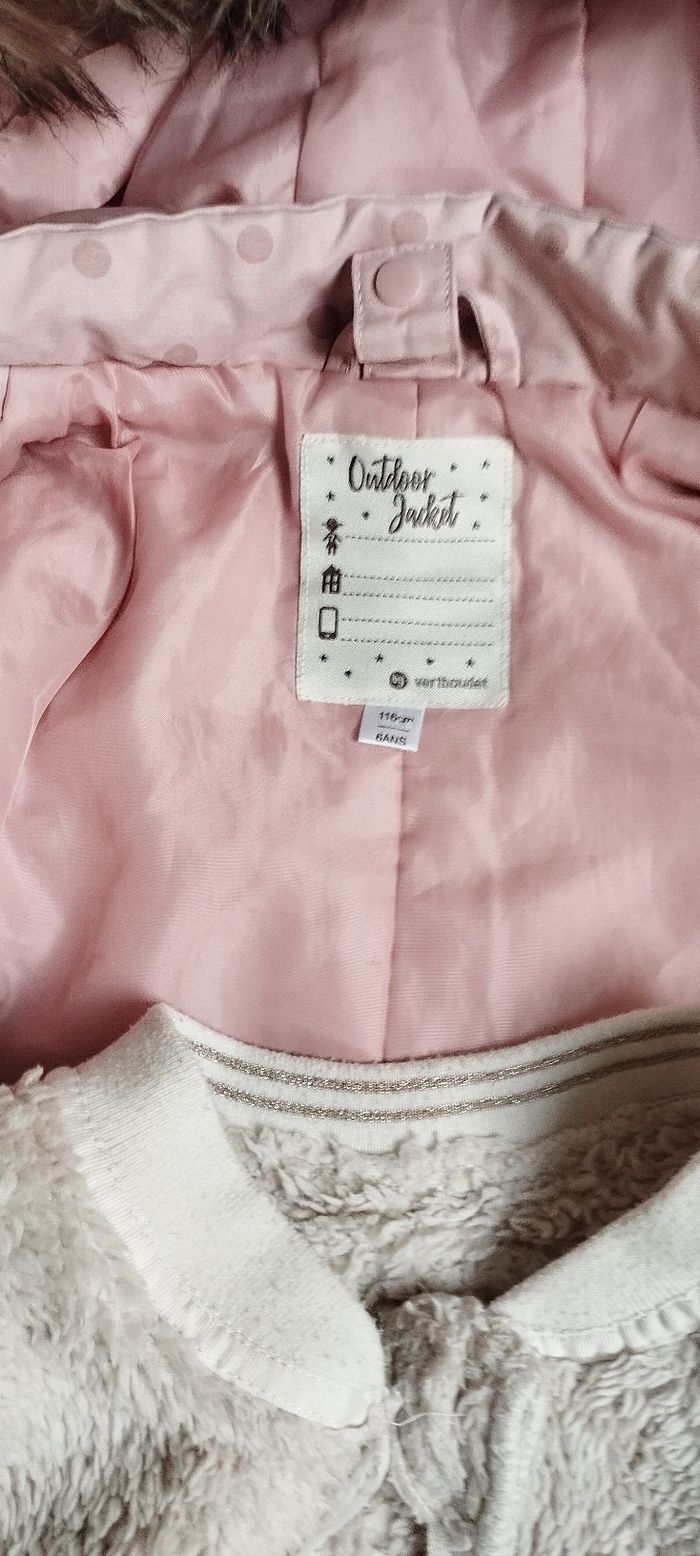 Outdoor
Jacket
vertbaudet
116cm
6ANS